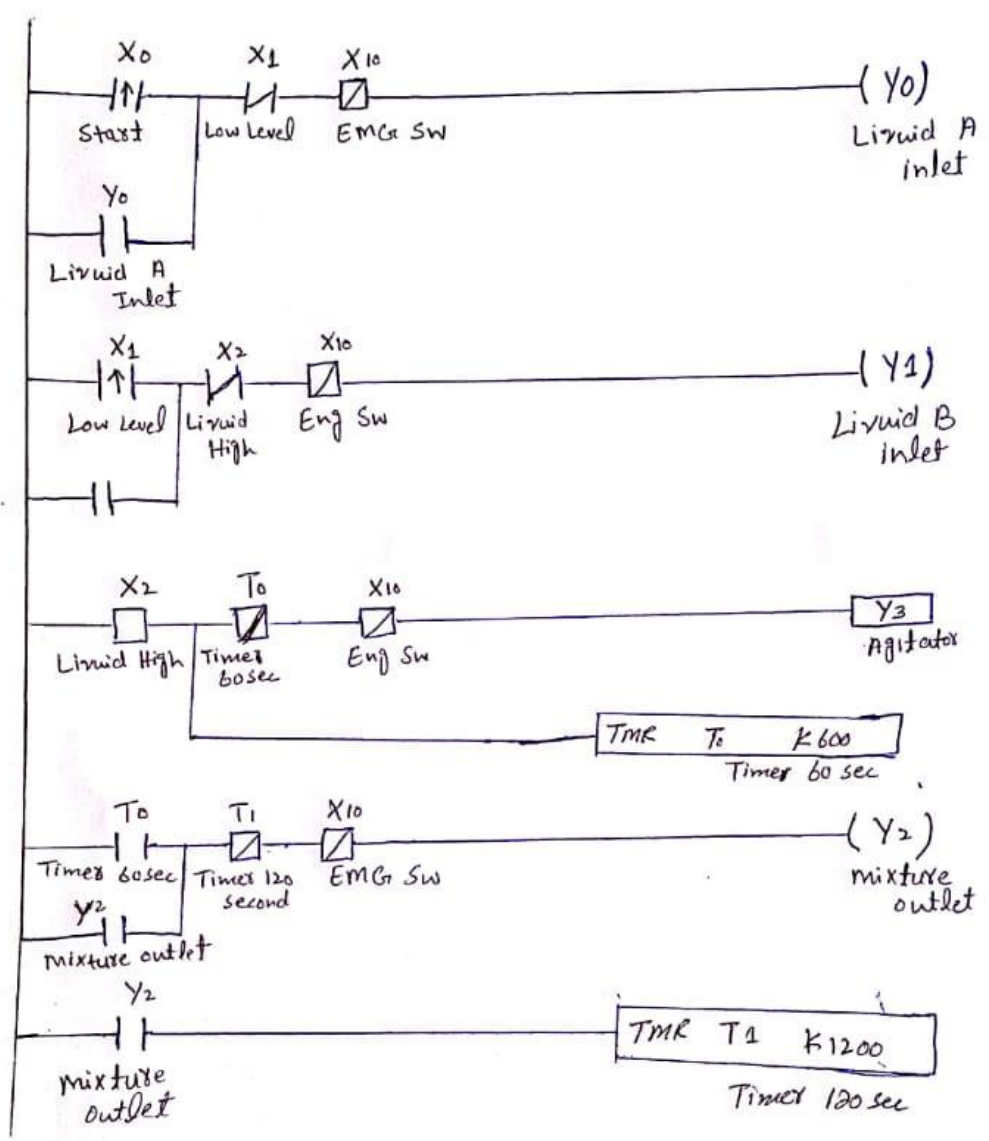 X0 X1 X10
( Y0)
Start Low Level EMG SW
Liquid A
inlet
Y0
Liquid A
Inlet
X1 X2 X10
( Y1)
Low Level Liquid Eng Sw
High
Liquid B
inlet
X2 T0 X10
Y3
Liquid High Timer Eng Sw
60sec
Agitator
TMR T0 K600
Timer 60 sec
T0 T1 X10
( Y2)
Timer 60sec Timer 120 EMG SW
second
mixture
outlet
Y2
mixture outlet
Y2
TMR T1 K1200
mixture
outlet
Timer 120 sec